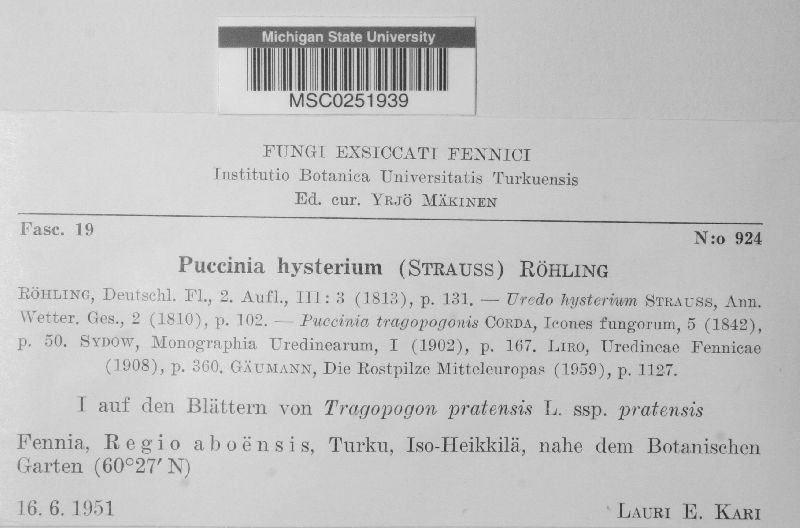 Michigan State University
MSC0251939
FUNGI EXSICCATI FENNICI
Institutio Botanica Universitatis Turkuensis
Ed. cur. YRJÖ MÄKINEN
Fasc. 19
N:o 924
Puccinia hysterium (STRAUSS) RÖHLING
RÖHLING, Deutschl. Fl., 2. Aufl., III: 3 (1813), p. 131. — Uredo hysterium STRAUSS, Ann.
Wetter. Ges., 2 (1810), p. 102. — Puccinia tragopogonis CORDA, Icones fungorum, 5 (1842),
p. 50. SYDOW, Monographia Uredinearum, I (1902), p. 167. LIRO, Uredineae Fennicae
(1908), p. 360. GÄUMANN, Die Rostpilze Mitteleuropas (1959), p. 1127.
I auf den Blättern von Tragopogon pratensis L. ssp. pratensis
Fennia, Regio aboënsis, Turku, Iso-Heikkilä, nahe dem Botanischen
Garten (60°27′ N)
16. 6. 1951
LAURI E. KARI